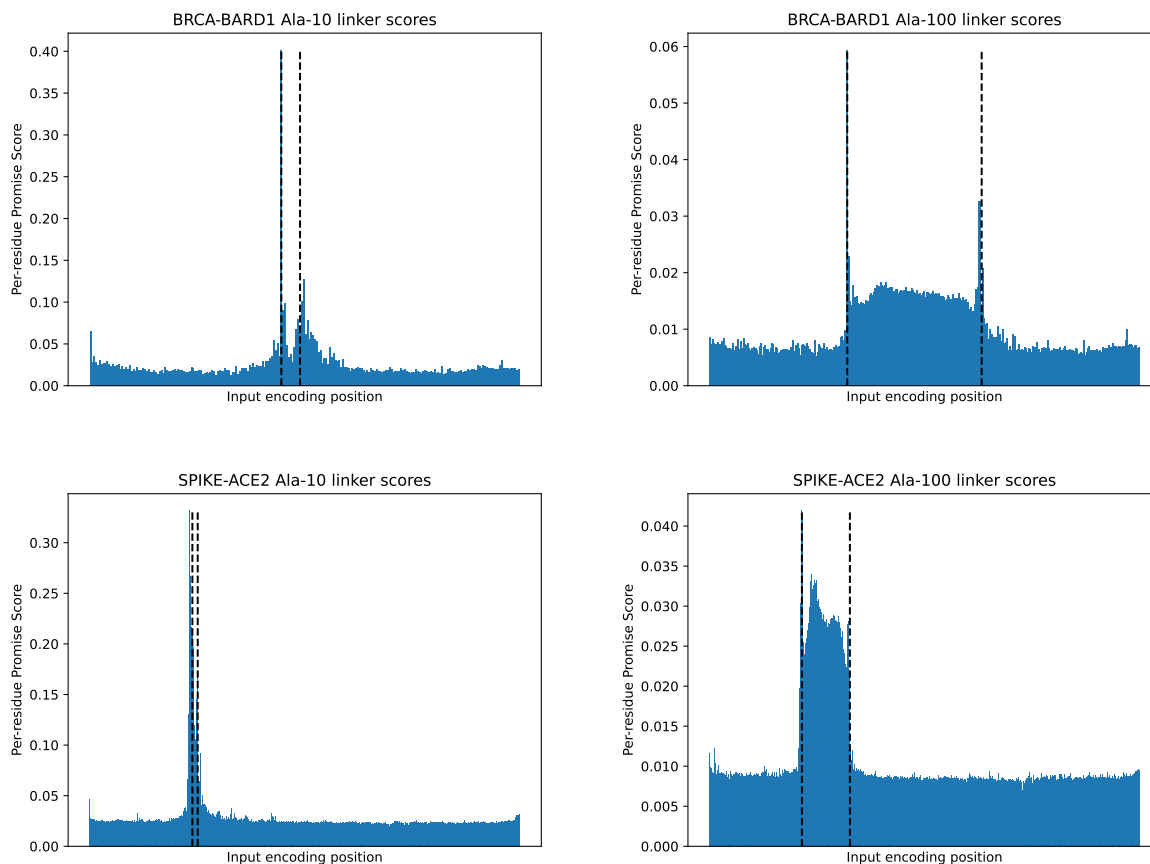 BRCA-BARD1 Ala-10 linker scores
Per-residue Promise Score
0.40
0.35
0.30
0.25
0.20
0.15
0.10
0.05
0.00
Input encoding position
BRCA-BARD1 Ala-100 linker scores
Per-residue Promise Score
0.06
0.05
0.04
0.03
0.02
0.01
0.00
Input encoding position
SPIKE-ACE2 Ala-10 linker scores
Per-residue Promise Score
0.30
0.25
0.20
0.15
0.10
0.05
0.00
Input encoding position
SPIKE-ACE2 Ala-100 linker scores
Per-residue Promise Score
0.040
0.035
0.030
0.025
0.020
0.015
0.010
0.005
0.000
Input encoding position